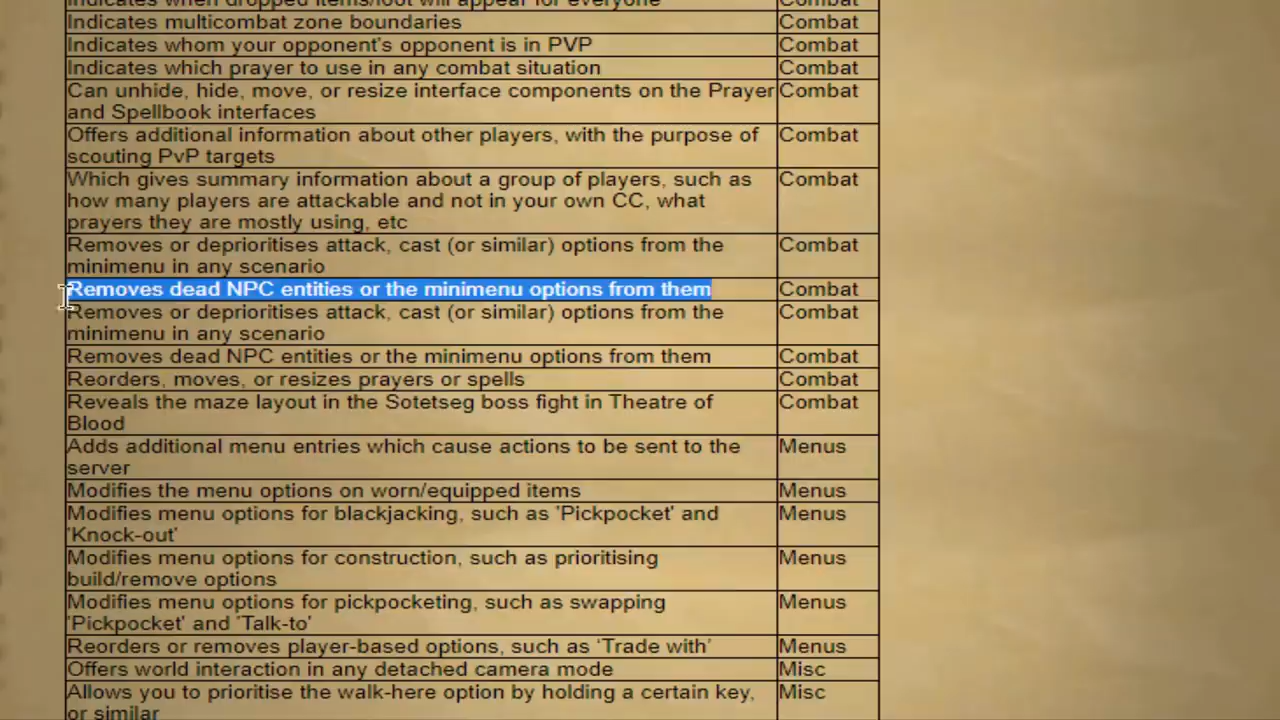 Indicates when dropped items/loot will appear for everyone Combat
Indicates multicombat zone boundaries Combat
Indicates whom your opponent's opponent is in PVP Combat
Indicates which prayer to use in any combat situation Combat
Can unhide, hide, move, or resize interface components on the Prayer Combat
and Spellbook interfaces
Offers additional information about other players, with the purpose of Combat
scouting PvP targets
Which gives summary information about a group of players, such as Combat
how many players are attackable and not in your own CC, what
prayers they are mostly using, etc
Removes or deprioritises attack, cast (or similar) options from the Combat
minimenu in any scenario
Removes dead NPC entities or the minimenu options from them Combat
Removes or deprioritises attack, cast (or similar) options from the Combat
minimenu in any scenario
Removes dead NPC entities or the minimenu options from them Combat
Reorders, moves, or resizes prayers or spells Combat
Reveals the maze layout in the Sotetseg boss fight in Theatre of Combat
Blood
Adds additional menu entries which cause actions to be sent to the Menus
server
Modifies the menu options on worn/equipped items Menus
Modifies menu options for blackjacking, such as 'Pickpocket' and Menus
'Knock-out'
Modifies menu options for construction, such as prioritising Menus
build/remove options
Modifies menu options for pickpocketing, such as swapping Menus
'Pickpocket' and 'Talk-to'
Reorders or removes player-based options, such as ‘Trade with’ Menus
Offers world interaction in any detached camera mode Misc
Allows you to prioritise the walk-here option by holding a certain key, Misc
or similar